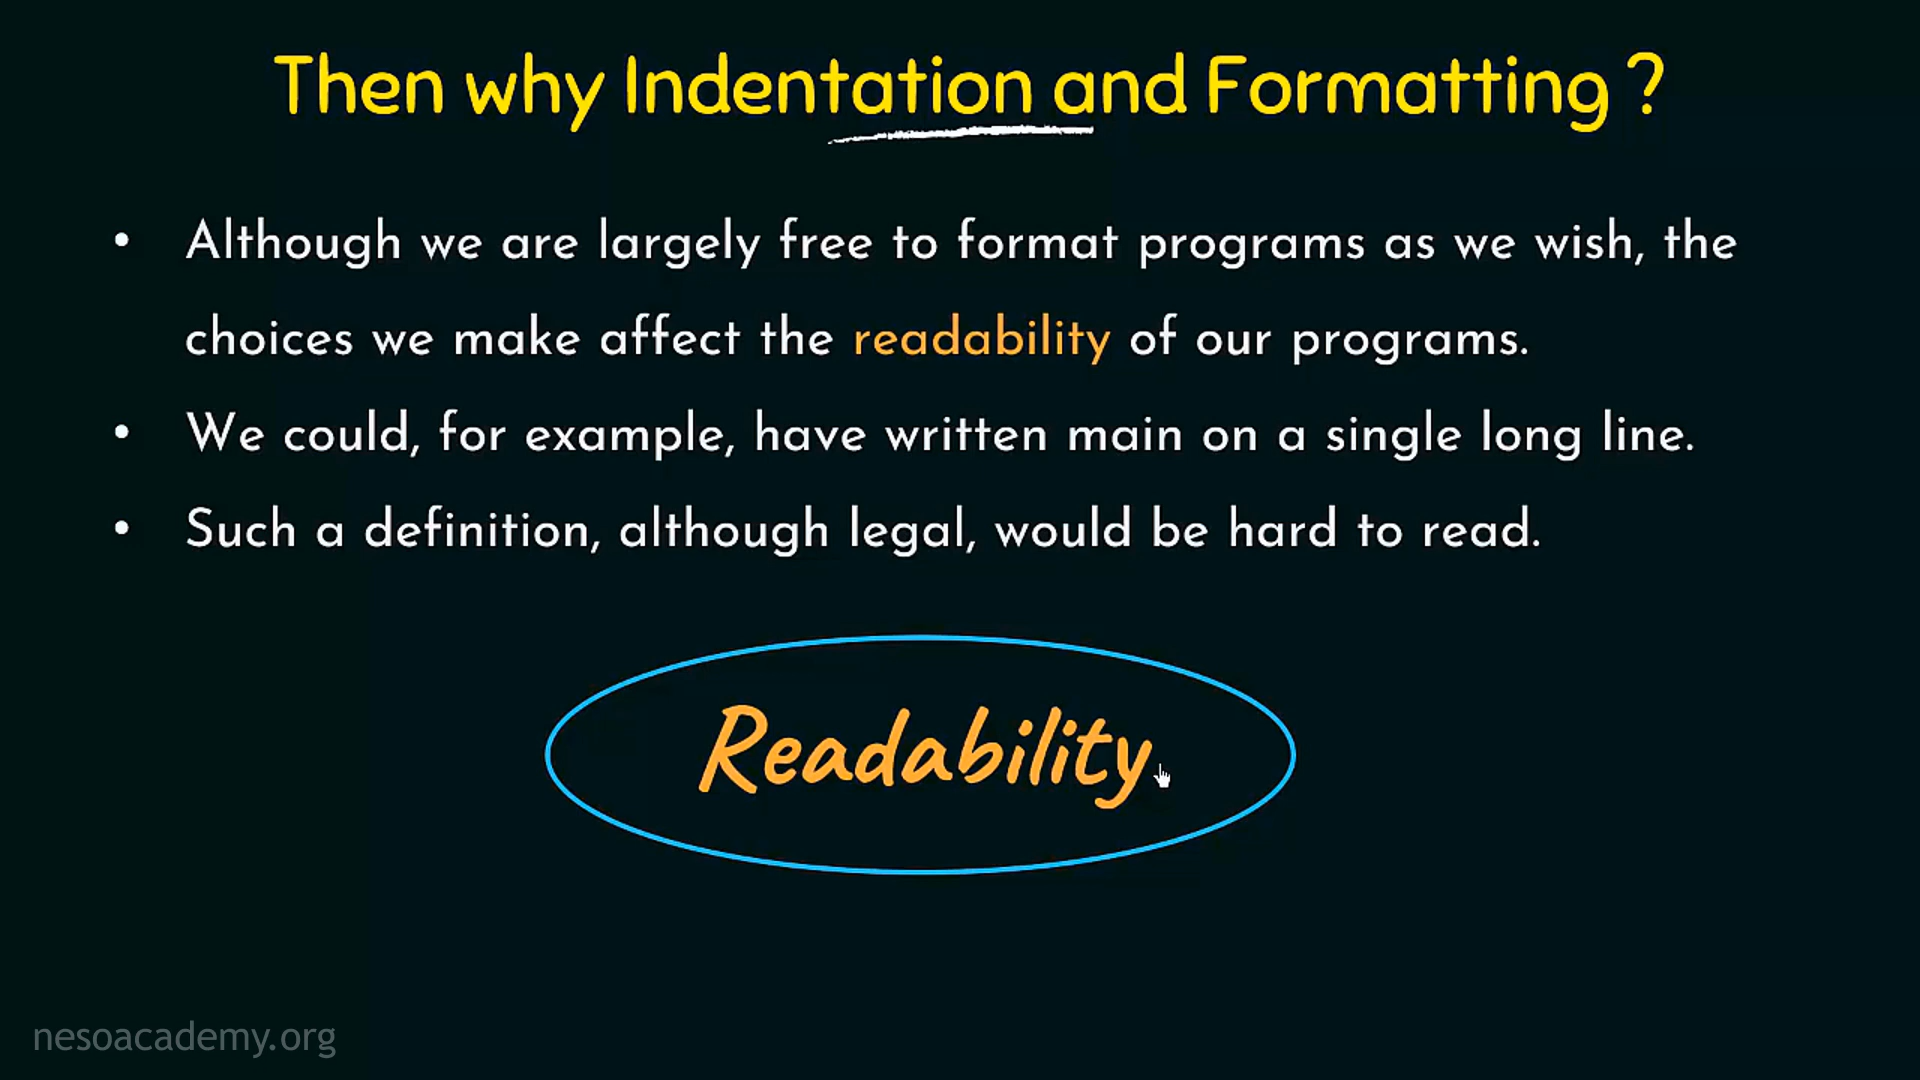 Then why Indentation and Formatting ?
• Although we are largely free to format programs as we wish, the
choices we make affect the readability of our programs.
• We could, for example, have written main on a single long line.
• Such a definition, although legal, would be hard to read.
Readability
nesoacademy.org